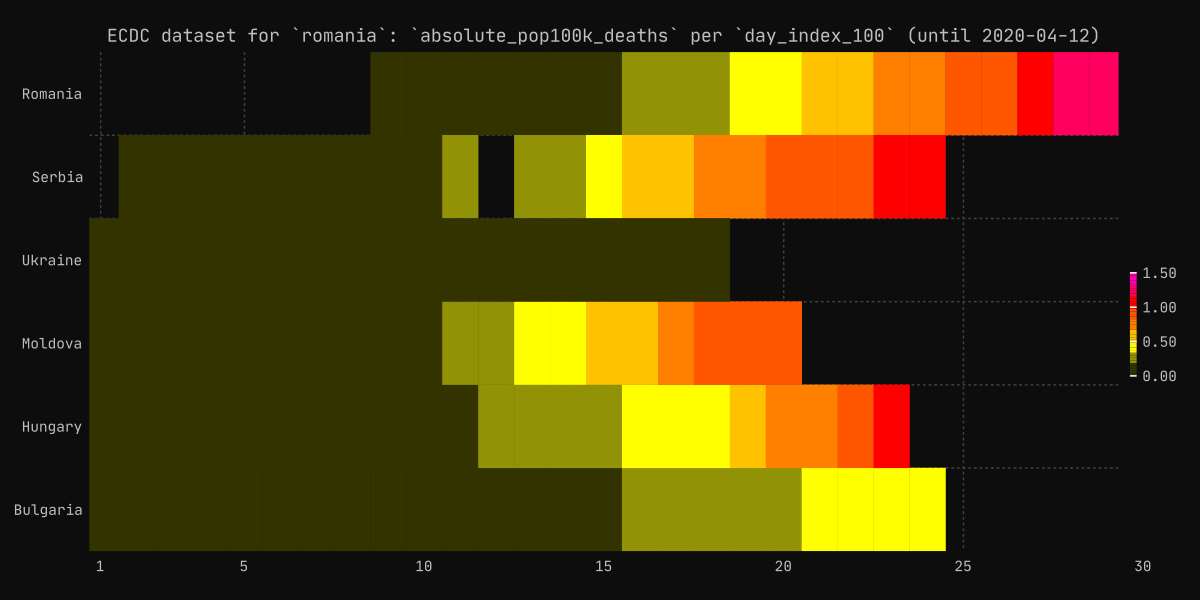 ECDC dataset for `romania`: `absolute_pop100k_deaths` per `day_index_100` (until 2020-04-12)
Romania
Serbia
Ukraine
Moldova
Hungary
Bulgaria
1.50
1.00
0.50
0.00
1 5 10 15 20 25 30